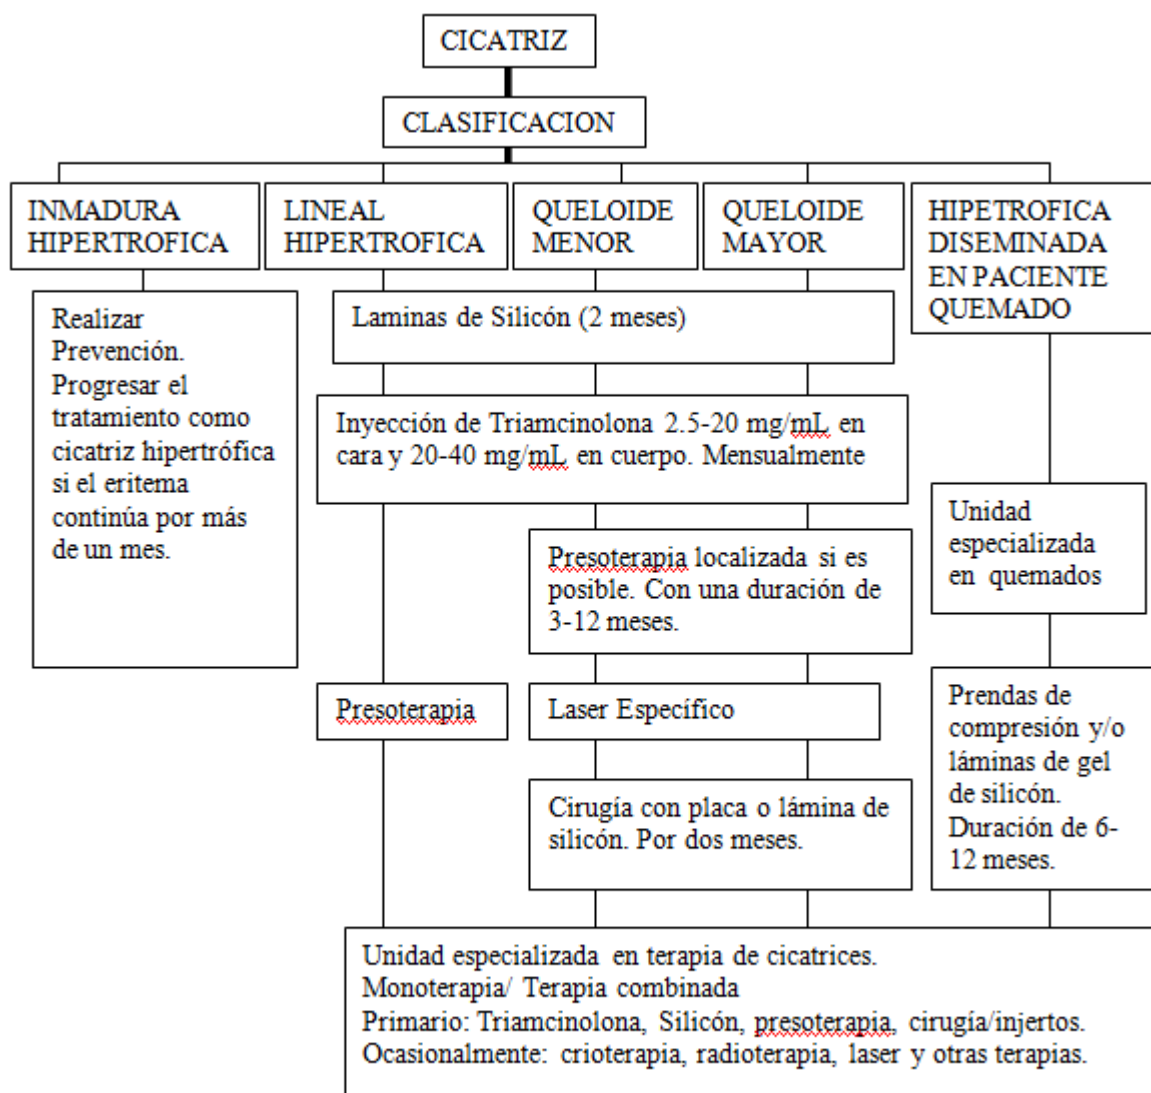 CICATRIZ
CLASIFICACION
INMADURA
HIPERTROFICA
LINEAL
HIPERTROFICA
QUELOIDE
MENOR
QUELOIDE
MAYOR
HIPETROFICA
DISEMINADA
EN PACIENTE
QUEMADO
Realizar
Prevención.
Progresar el
tratamiento como
cicatriz hipertrófica
si el eritema
continúa por más
de un mes.
Laminas de Silicón (2 meses)
Inyección de Triamcinolona 2.5-20 mg/mL en
cara y 20-40 mg/mL en cuerpo. Mensualmente
Presoterapia localizada si es
posible. Con una duración de
3-12 meses.
Unidad
especializada
en quemados
Presoterapia
Laser Específico
Prendas de
compresión y/o
láminas de gel
de silicón.
Duración de 6-
12 meses.
Cirugía con placa o lámina de
silicón. Por dos meses.
Unidad especializada en terapia de cicatrices.
Monoterapia/ Terapia combinada
Primario: Triamcinolona, Silicón, presoterapia, cirugía/injertos.
Ocasionalmente: crioterapia, radioterapia, laser y otras terapias.